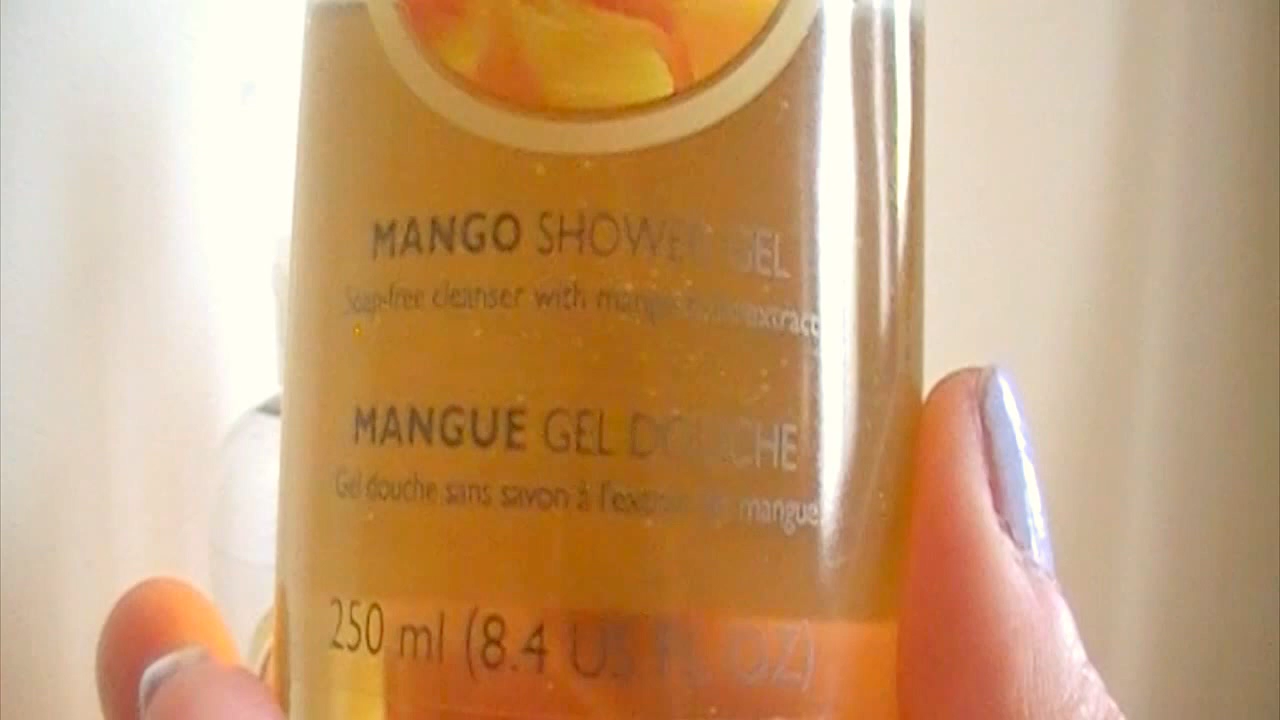 MANGO SHOWER GEL
Soap-free cleanser with mango extract
MANGUE GEL DOUCHE
Gel douche sans savon à l'extrait de mangue
250 ml (8.4 US FL OZ)